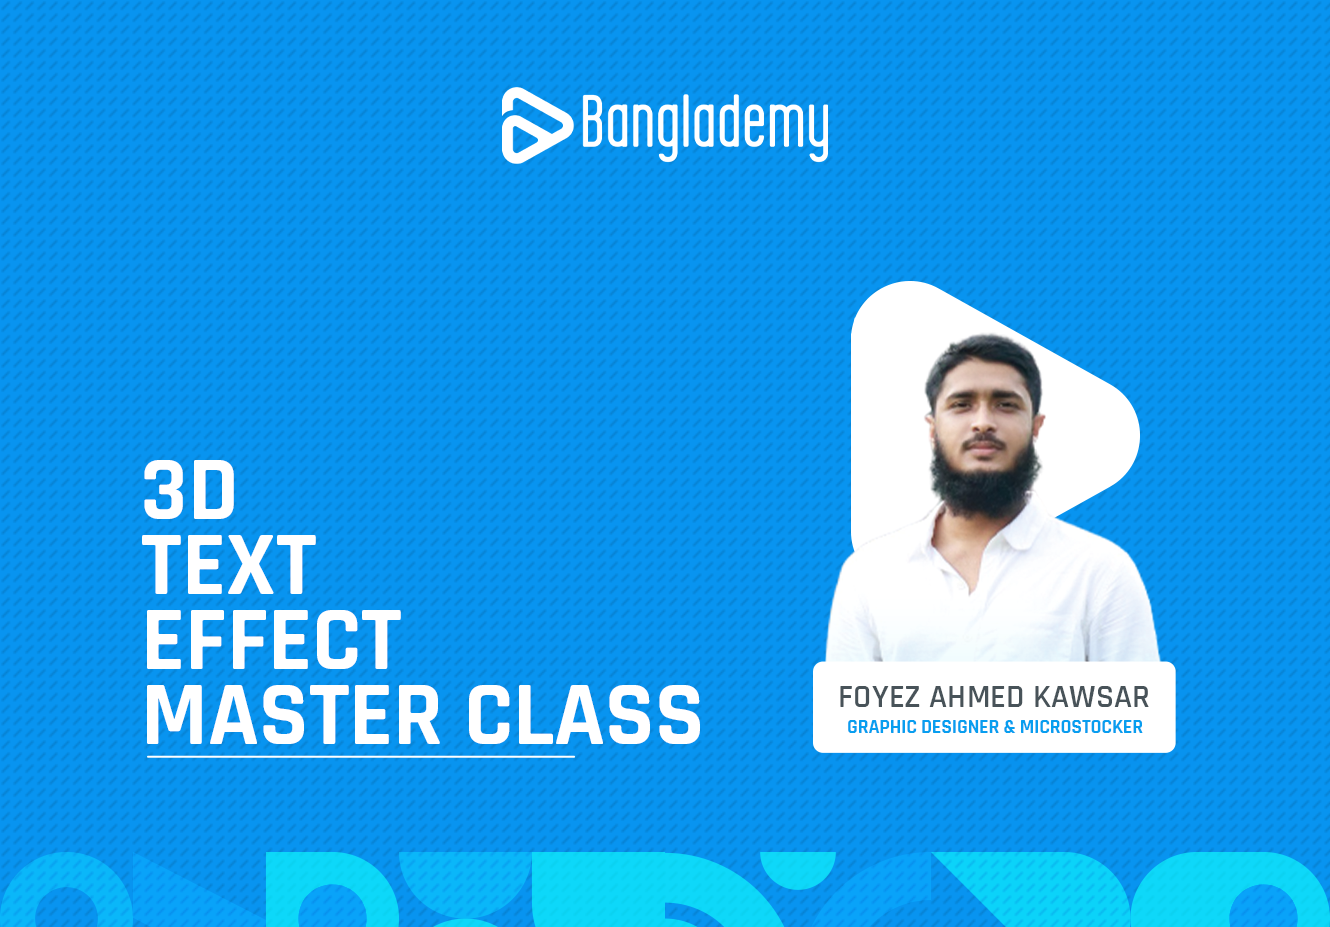 Banglademy
3D
TEXT
EFFECT
MASTER CLASS
FOYEZ AHMED KAWSAR
GRAPHIC DESIGNER & MICROSTOCKER